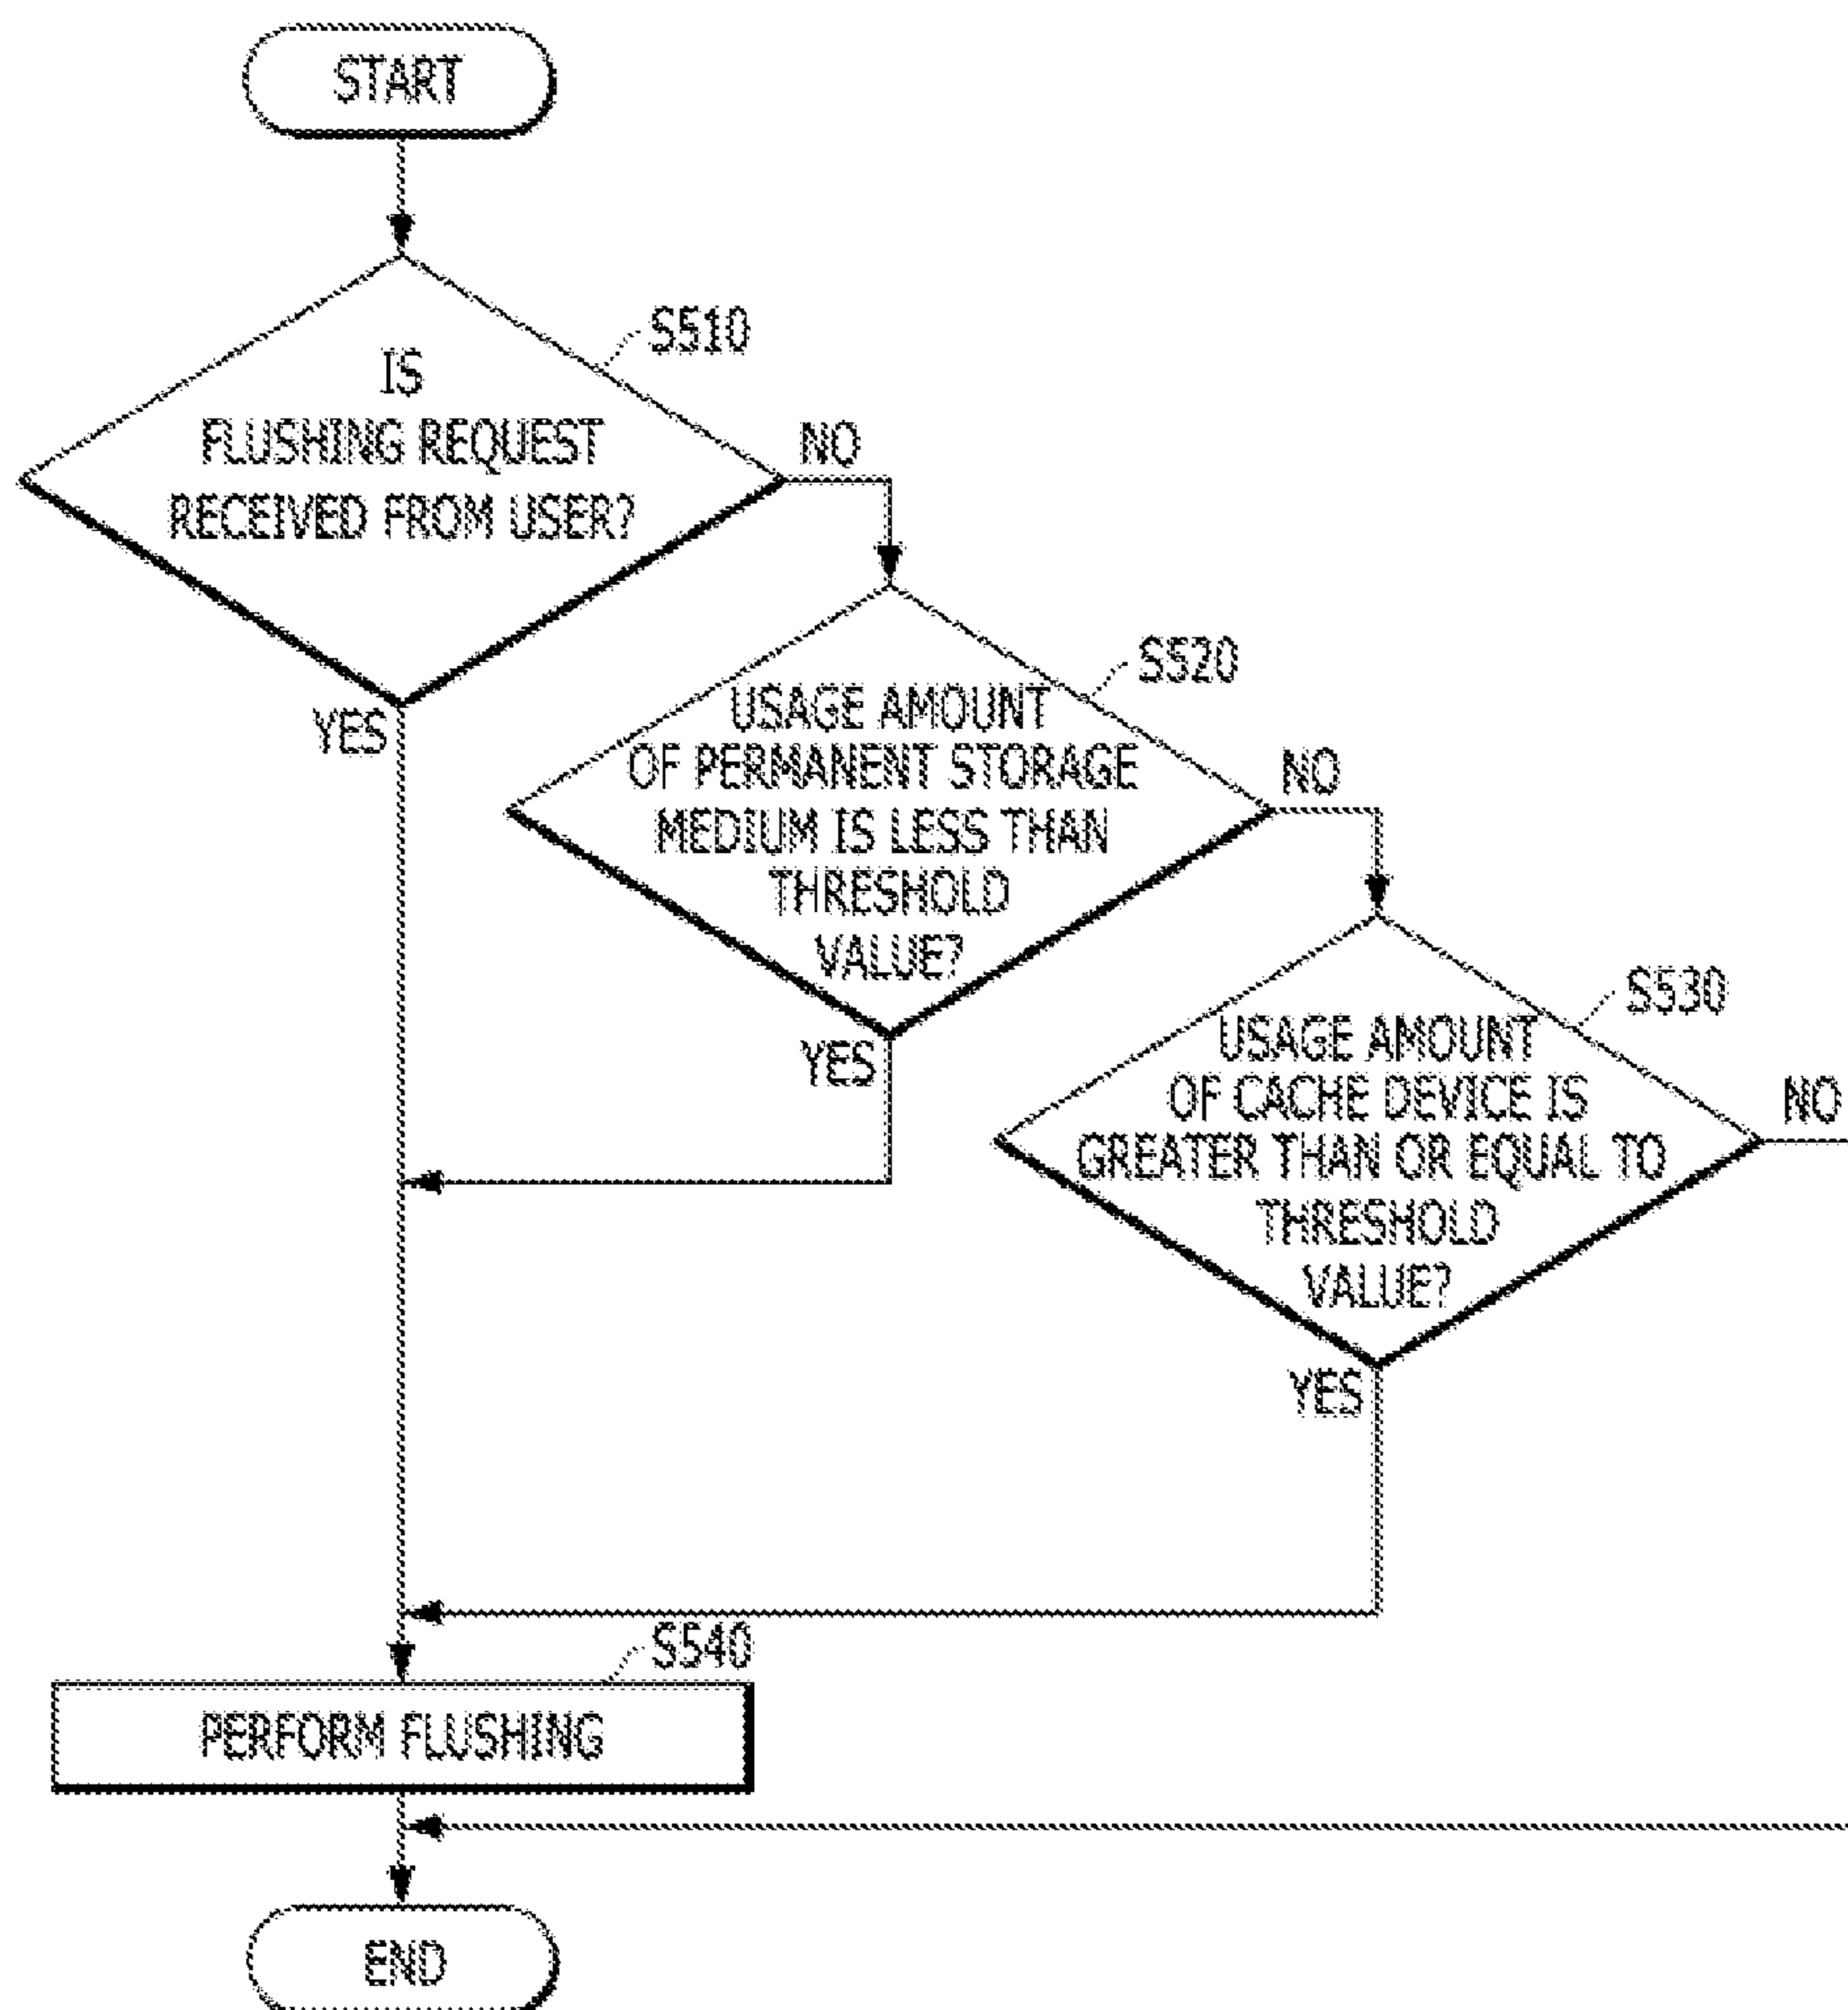 START
S510
IS
FLUSHING REQUEST
RECEIVED FROM USER?
NO
YES
S520
USAGE AMOUNT
OF PERMANENT STORAGE
MEDIUM IS LESS THAN
THRESHOLD
VALUE?
NO
YES
S530
USAGE AMOUNT
OF CACHE DEVICE IS
GREATER THAN OR EQUAL TO
THRESHOLD
VALUE?
NO
YES
S540
PERFORM FLUSHING
END